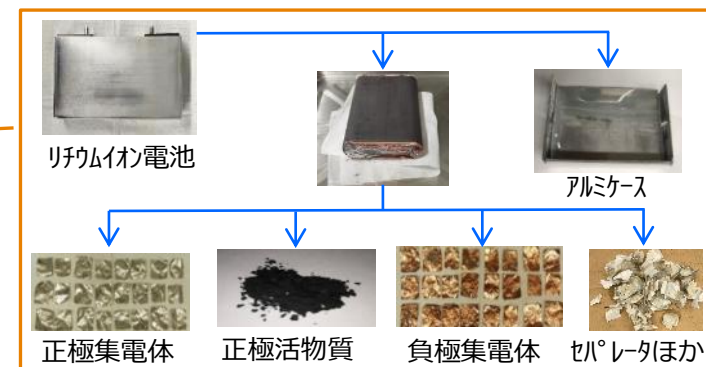 リチウムイオン電池
アルミケース
正極集電体
正極活物質
負極集電体
セパレータほか